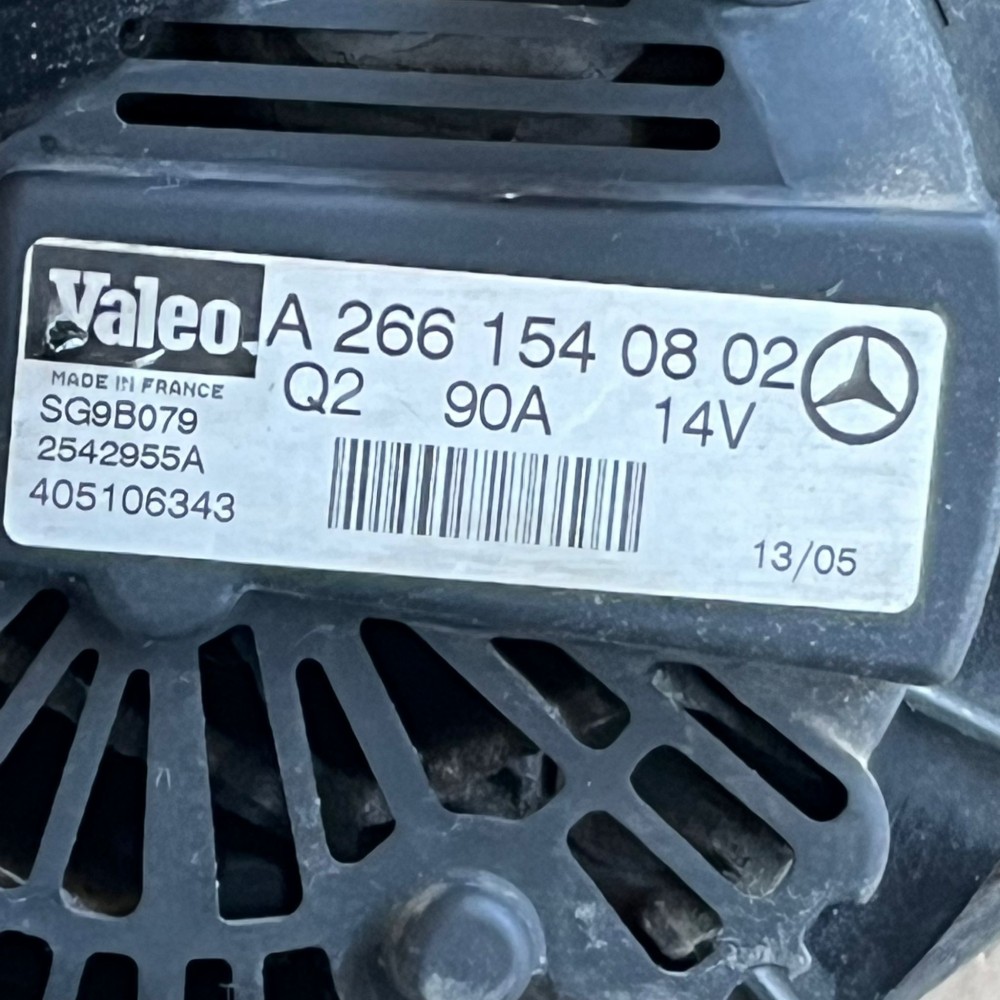 Valeo
A 266 154 08 02
MADE IN FRANCE
Q2 90A 14V
SG9B079
2542955A
405106343
13/05